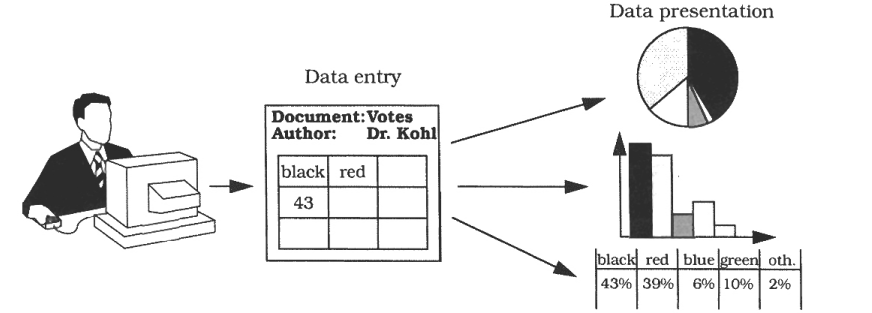 Data presentation
Data entry
Document: Votes
Author: Dr. Kohl
black red
43
black red blue green oth.
43% 39% 6% 10% 2%